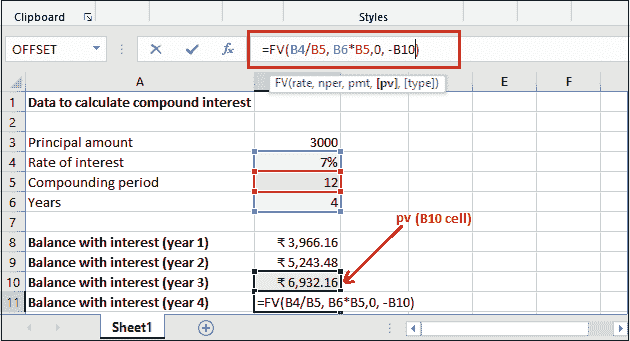 Clipboard Styles
OFFSET fx =FV(B4/B5, B6*B5,0, -B10)
FV(rate, nper, pmt, [pv], [type])
A E F
1 Data to calculate compound interest
2
3 Principal amount 3000
4 Rate of interest 7%
5 Compounding period 12
6 Years 4
7
pv (B10 cell)
8 Balance with interest (year 1) ₹ 3,966.16
9 Balance with interest (year 2) ₹ 5,243.48
10 Balance with interest (year 3) ₹ 6,932.16
11 Balance with interest (year 4) =FV(B4/B5, B6*B5,0, -B10)
Sheet1